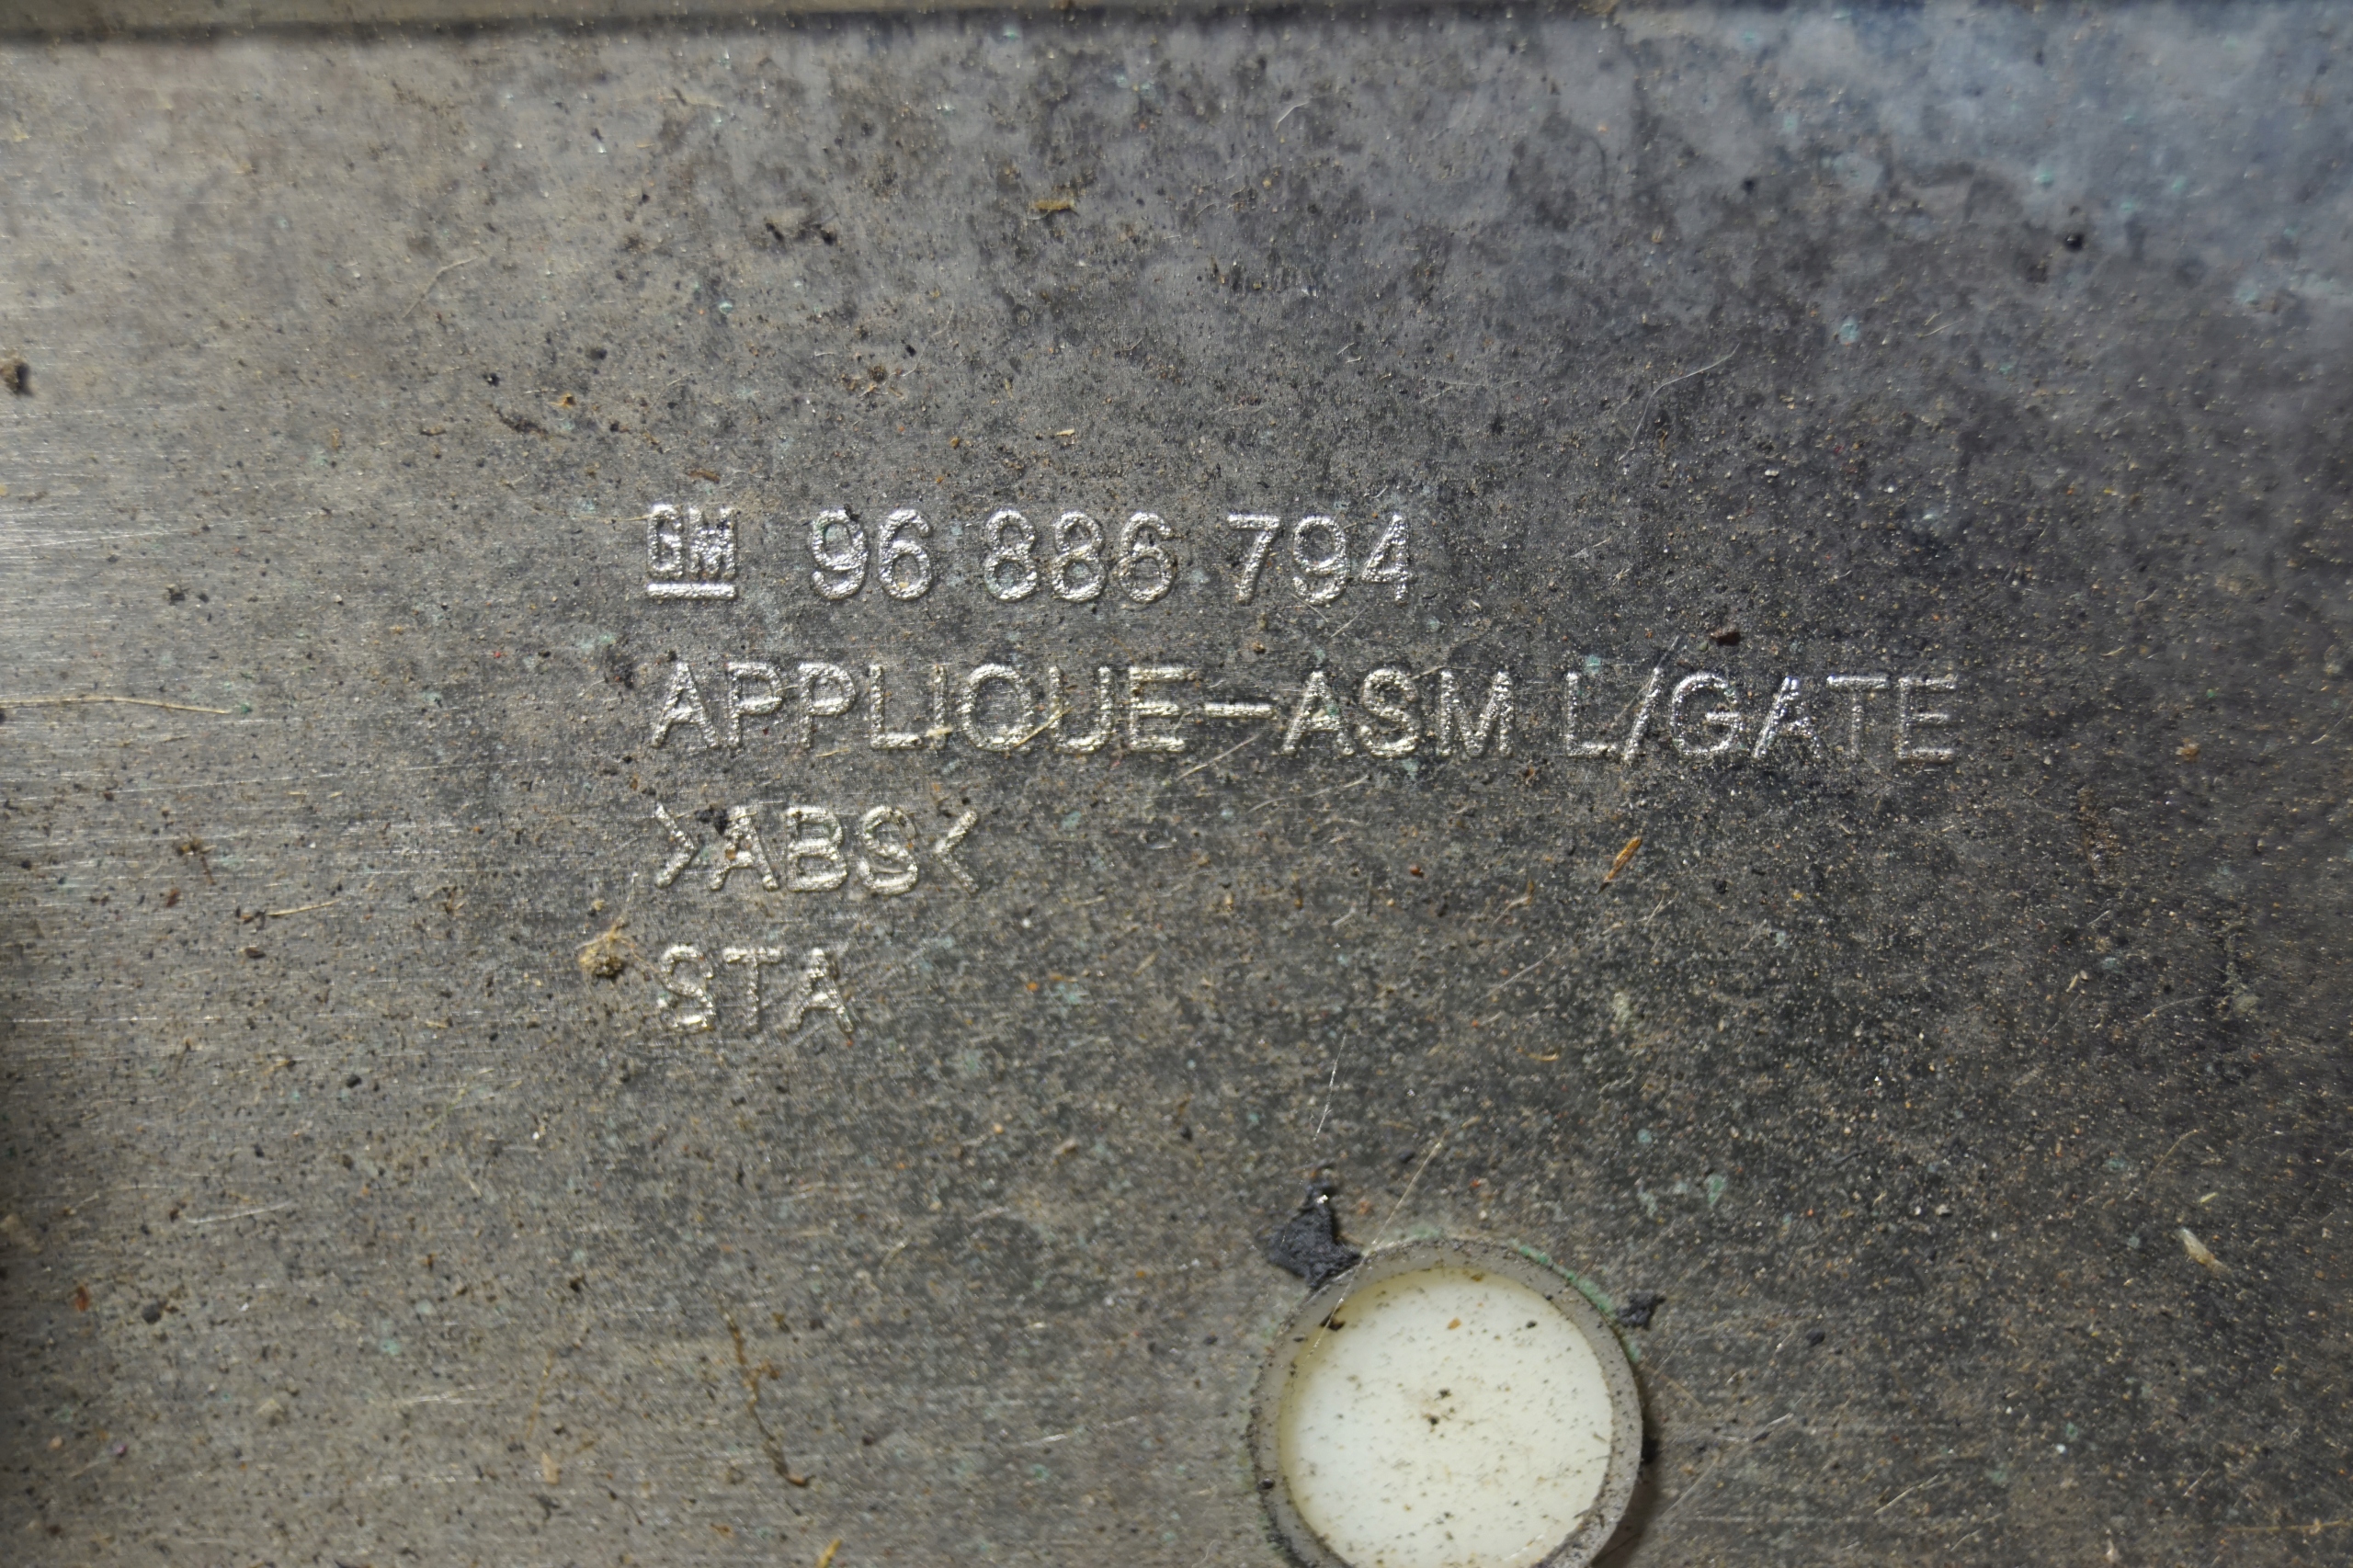 GM 96 886 794
APPLIQUE-ASM L/GATE
>ABS<
STA